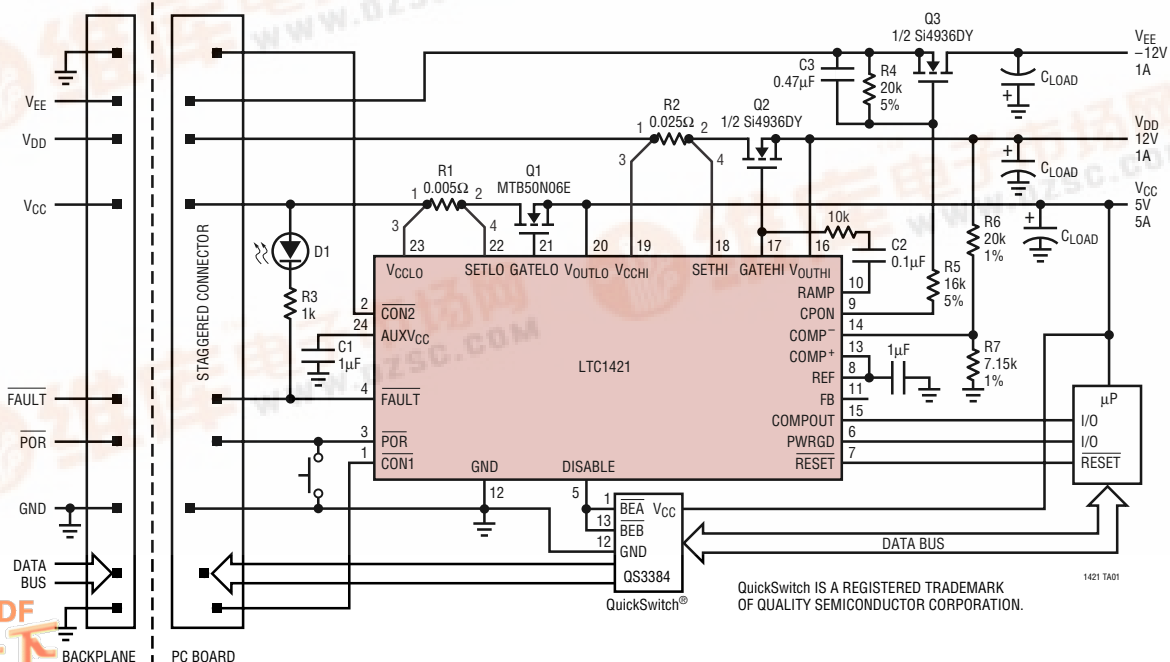 Q3
1/2 Si4936DY
VEE
–12V
1A
C3
0.47µF
R4
20k
5%
CLOAD
+
VEE
VDD
VCC
R2
0.025Ω
1
2
3
4
Q2
1/2 Si4936DY
VDD
12V
1A
+
CLOAD
R1
0.005Ω
1
2
3
4
Q1
MTB50N06E
VCC
5V
5A
+
CLOAD
10k
C2
0.1µF
R6
20k
1%
R5
16k
5%
R7
7.15k
1%
D1
R3
1k
STAGGERED CONNECTOR
23
22
21
20
19
18
17
16
VCCLO
SETLO
GATELO
VOUTLO
VCCHI
SETHI
GATEHI
VOUTHI
RAMP
10
CPON
9
COMP–
14
COMP+
13
REF
8
FB
11
COMPOUT
15
PWRGD
6
RESET
7
1µF
2
CON2
24
AUXVCC
C1
1µF
LTC1421
4
FAULT
3
POR
1
CON1
GND
12
DISABLE
5
FAULT
POR
GND
DATA
BUS
µP
I/O
I/O
RESET
1
BEA
VCC
13
BEB
12
GND
QS3384
QuickSwitch®
DATA BUS
1421 TA01
QuickSwitch IS A REGISTERED TRADEMARK
OF QUALITY SEMICONDUCTOR CORPORATION.
BACKPLANE
PC BOARD
PDF